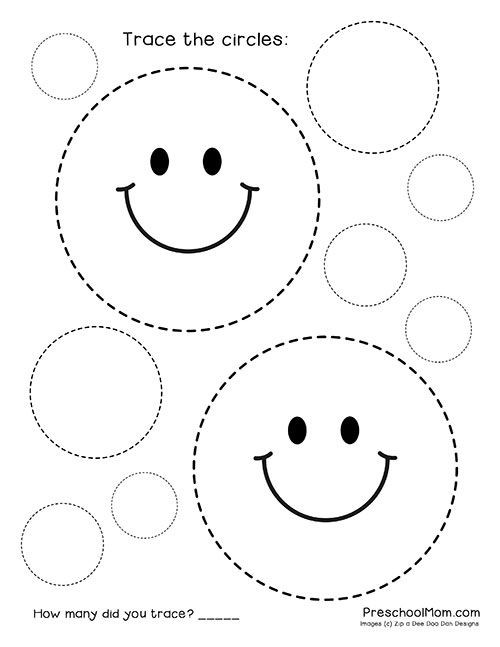 Trace the circles:
How many did you trace? _____
PreschoolMom.com
Images (c) Zip a Dee Doo Dah Designs